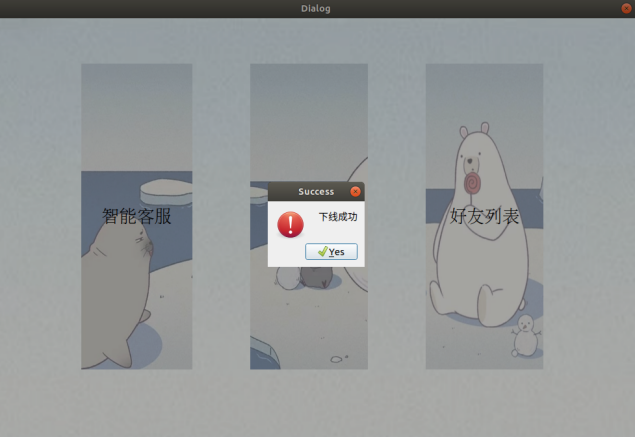 Dialog
智能客服
好友列表
Success
下线成功
Yes